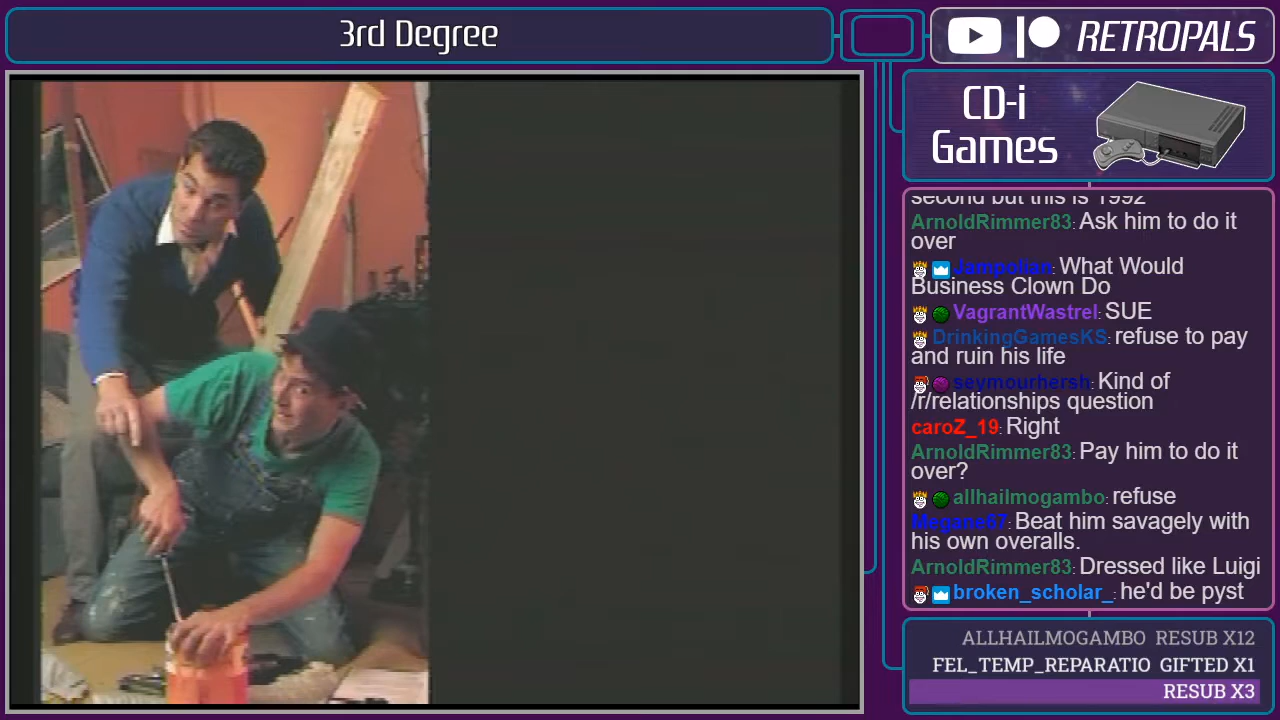 3rd Degree
RETROPALS
CD-i
Games
second but this is 1992
ArnoldRimmer83: Ask him to do it
over
Jampolian: What Would
Business Clown Do
VagrantWastrel: SUE
DrinkingGamesKS: refuse to pay
and ruin his life
seymourhersh: Kind of
/r/relationships question
caroZ_19: Right
ArnoldRimmer83: Pay him to do it
over?
allhailmogambo: refuse
Megane67: Beat him savagely with
his own overalls.
ArnoldRimmer83: Dressed like Luigi
broken_scholar_: he'd be pyst
ALLHAILMOGAMBO RESUB X12
FEL_TEMP_REPARATIO GIFTED X1
RESUB X3